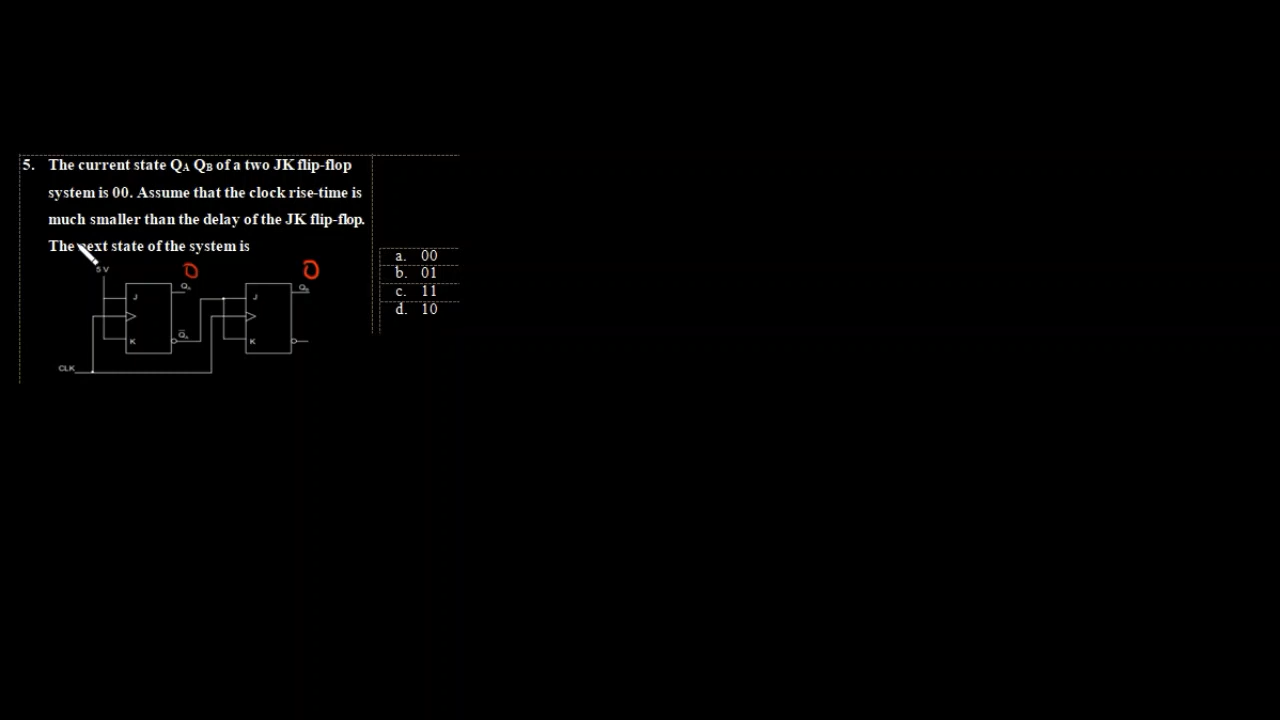 5. The current state QA QB of a two JK flip-flop
system is 00. Assume that the clock rise-time is
much smaller than the delay of the JK flip-flop.
The next state of the system is
a. 00
b. 01
c. 11
d. 10
5 V
0
0
QA
QB
J
J
Q̅A
K
K
CLK